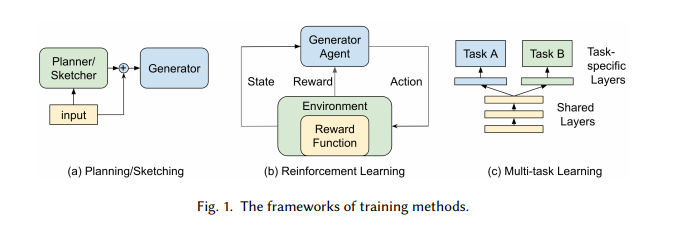 Planner/
Sketcher
Generator
input
(a) Planning/Sketching
Generator
Agent
State
Reward
Action
Environment
Reward
Function
(b) Reinforcement Learning
Task A
Task B
Task-
specific
Layers
Shared
Layers
(c) Multi-task Learning
Fig. 1. The frameworks of training methods.